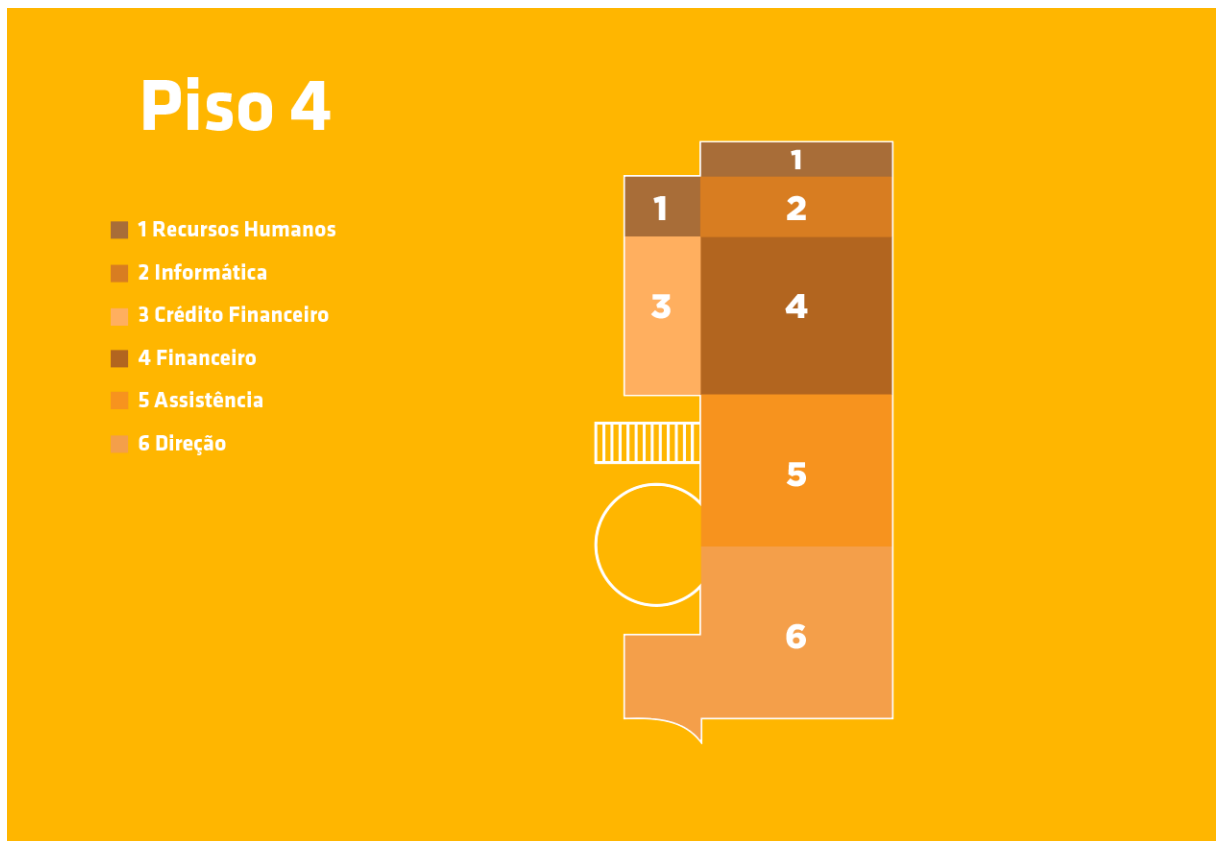 Piso 4
1 Recursos Humanos
2 Informática
3 Crédito Financeiro
4 Financeiro
5 Assistência
6 Direção
1
1
2
3
4
5
6